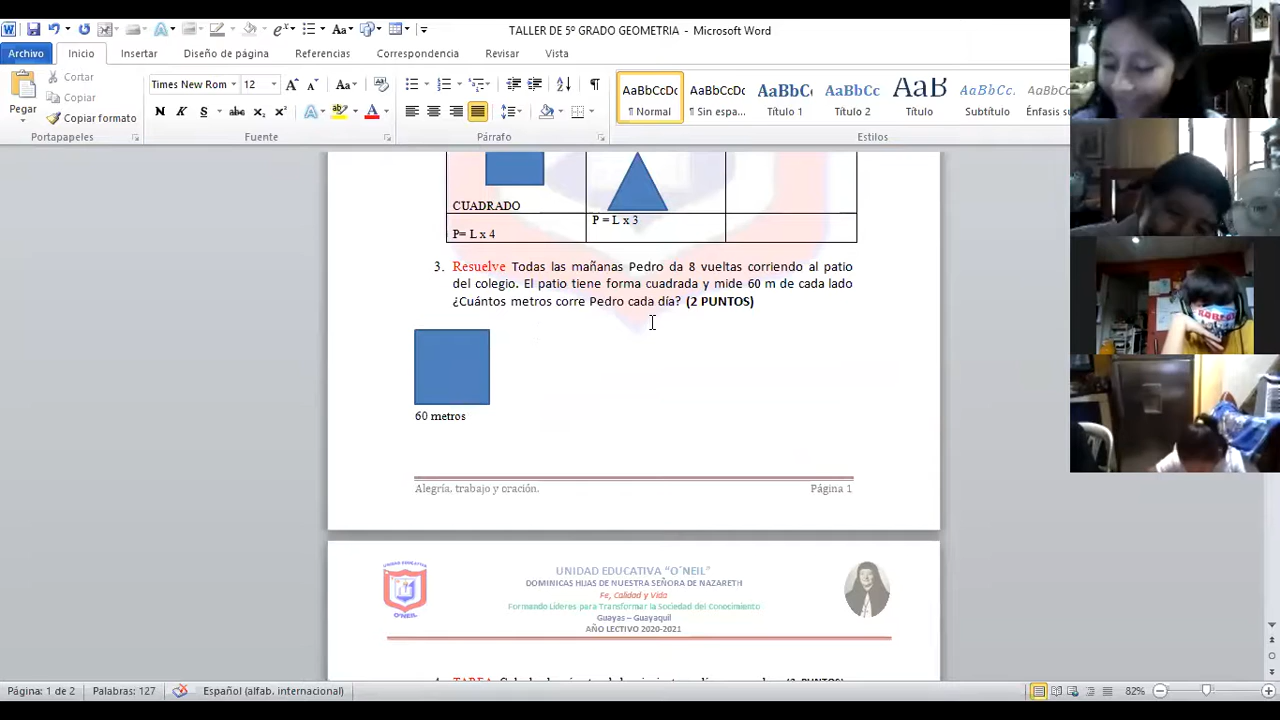 TALLER DE 5º GRADO GEOMETRIA - Microsoft Word
Archivo Inicio Insertar Diseño de página Referencias Correspondencia Revisar Vista
Pegar
Cortar
Copiar
Copiar formato
Times New Rom 12
AaBbCcDc AaBbCcDc AaBbC AaBbCc AaB AaBbCc. AaBbCcDc
¶ Normal ¶ Sin espa... Título 1 Título 2 Título Subtítulo Énfasis su
Portapapeles Fuente Párrafo Estilos
CUADRADO
P= L x 4
P = L x 3
3. Resuelve Todas las mañanas Pedro da 8 vueltas corriendo al patio
del colegio. El patio tiene forma cuadrada y mide 60 m de cada lado
¿Cuántos metros corre Pedro cada día? (2 PUNTOS)
60 metros
Alegría, trabajo y oración. Página 1
O'NEIL
UNIDAD EDUCATIVA “O´NEIL”
DOMINICAS HIJAS DE NUESTRA SEÑORA DE NAZARETH
Fe, Calidad y Vida
Formando Líderes para Transformar la Sociedad del Conocimiento
Guayas – Guayaquil
AÑO LECTIVO 2020-2021
Página: 1 de 2 Palabras: 127 Español (alfab. internacional) 82%